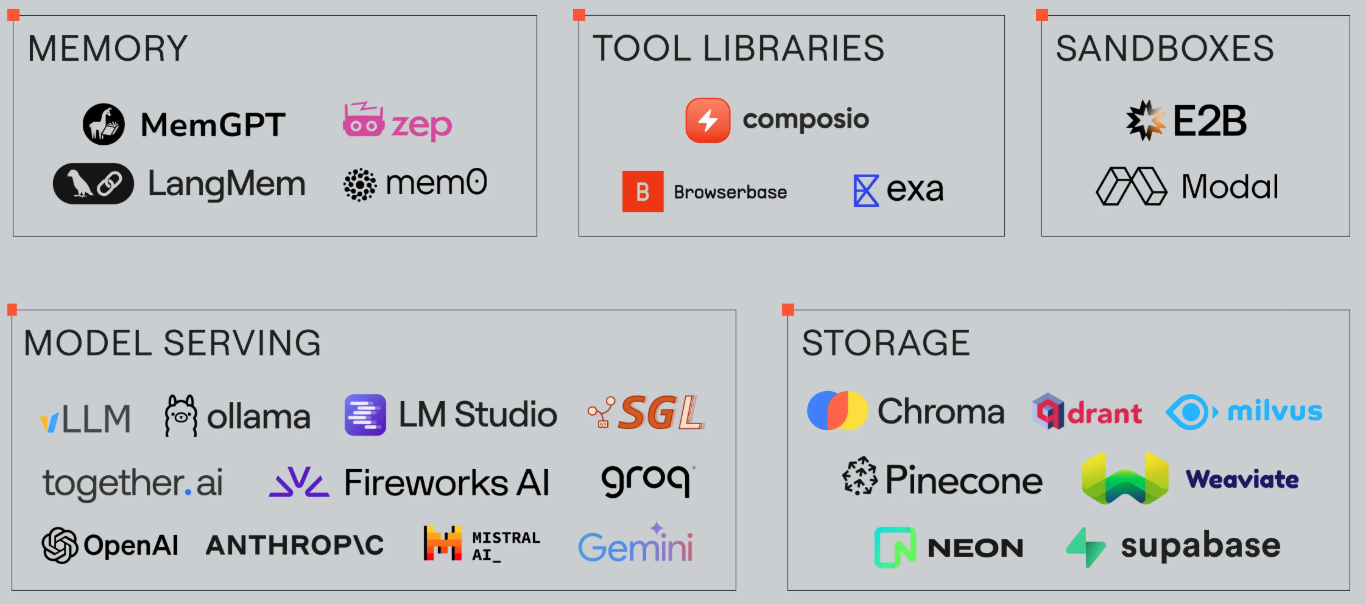 MEMORY
MemGPT
zep
LangMem
mem0
TOOL LIBRARIES
composio
B Browserbase
exa
SANDBOXES
E2B
Modal
MODEL SERVING
vLLM
ollama
LM Studio
SGL
together.ai
Fireworks AI
groq
OpenAI
ANTHROP\C
MISTRAL
AI_
Gemini
STORAGE
Chroma
qdrant
milvus
Pinecone
Weaviate
NEON
supabase